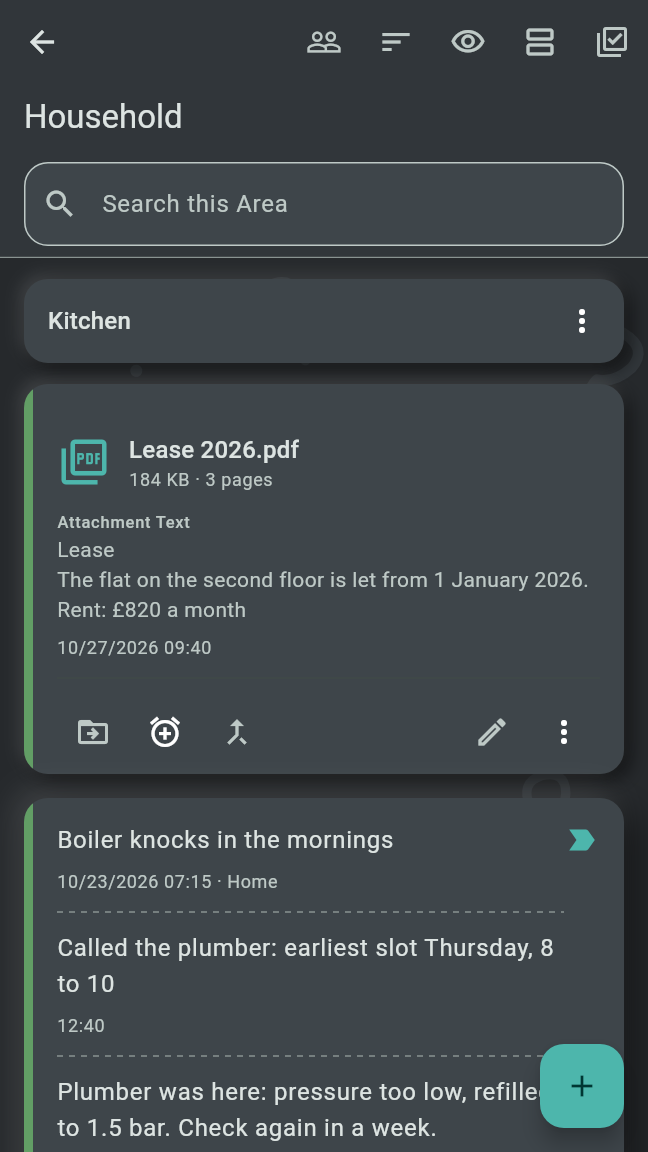 Household
Search this Area
Kitchen
PDF
Lease 2026.pdf
184 KB · 3 pages
Attachment Text
Lease
The flat on the second floor is let from 1 January 2026.
Rent: £820 a month
10/27/2026 09:40
Boiler knocks in the mornings
10/23/2026 07:15 · Home
Called the plumber: earliest slot Thursday, 8
to 10
12:40
Plumber was here: pressure too low,
to 1.5 bar. Check again in a week.